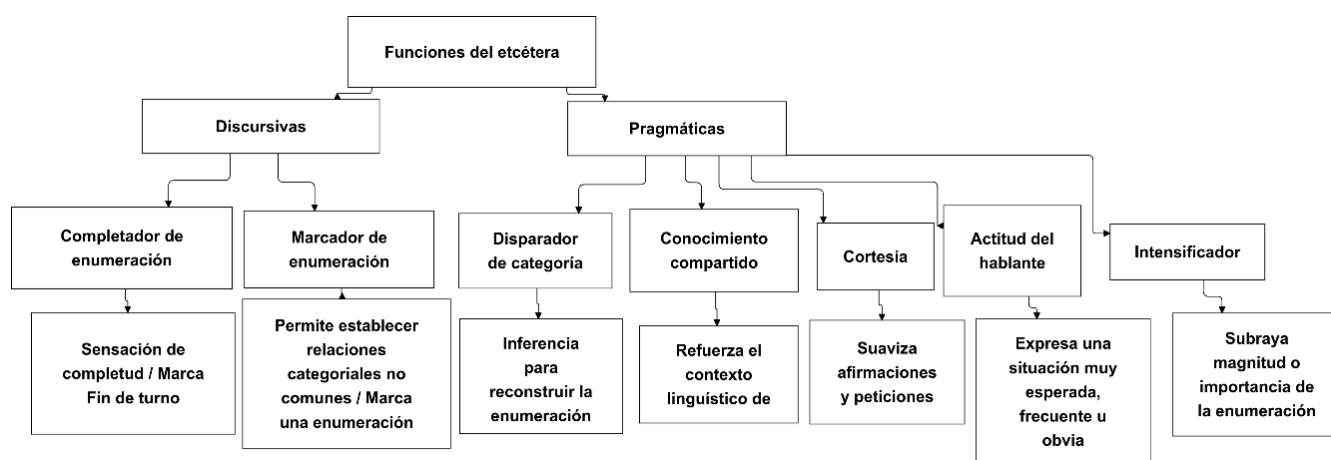 Funciones del etcétera
Discursivas
Pragmáticas
Completador de
enumeración
Marcador de
enumeración
Disparador
de categoría
Conocimiento
compartido
Cortesía
Actitud del
hablante
Intensificador
Sensación de
completud / Marca
Fin de turno
Permite establecer
relaciones
categoriales no
comunes / Marca
una enumeración
Inferencia
para
reconstruir la
enumeración
Refuerza el
contexto
linguístico de
Suaviza
afirmaciones
y peticiones
Expresa una
situación muy
esperada,
frecuente u
obvia
Subraya
magnitud o
importancia de
la enumeración